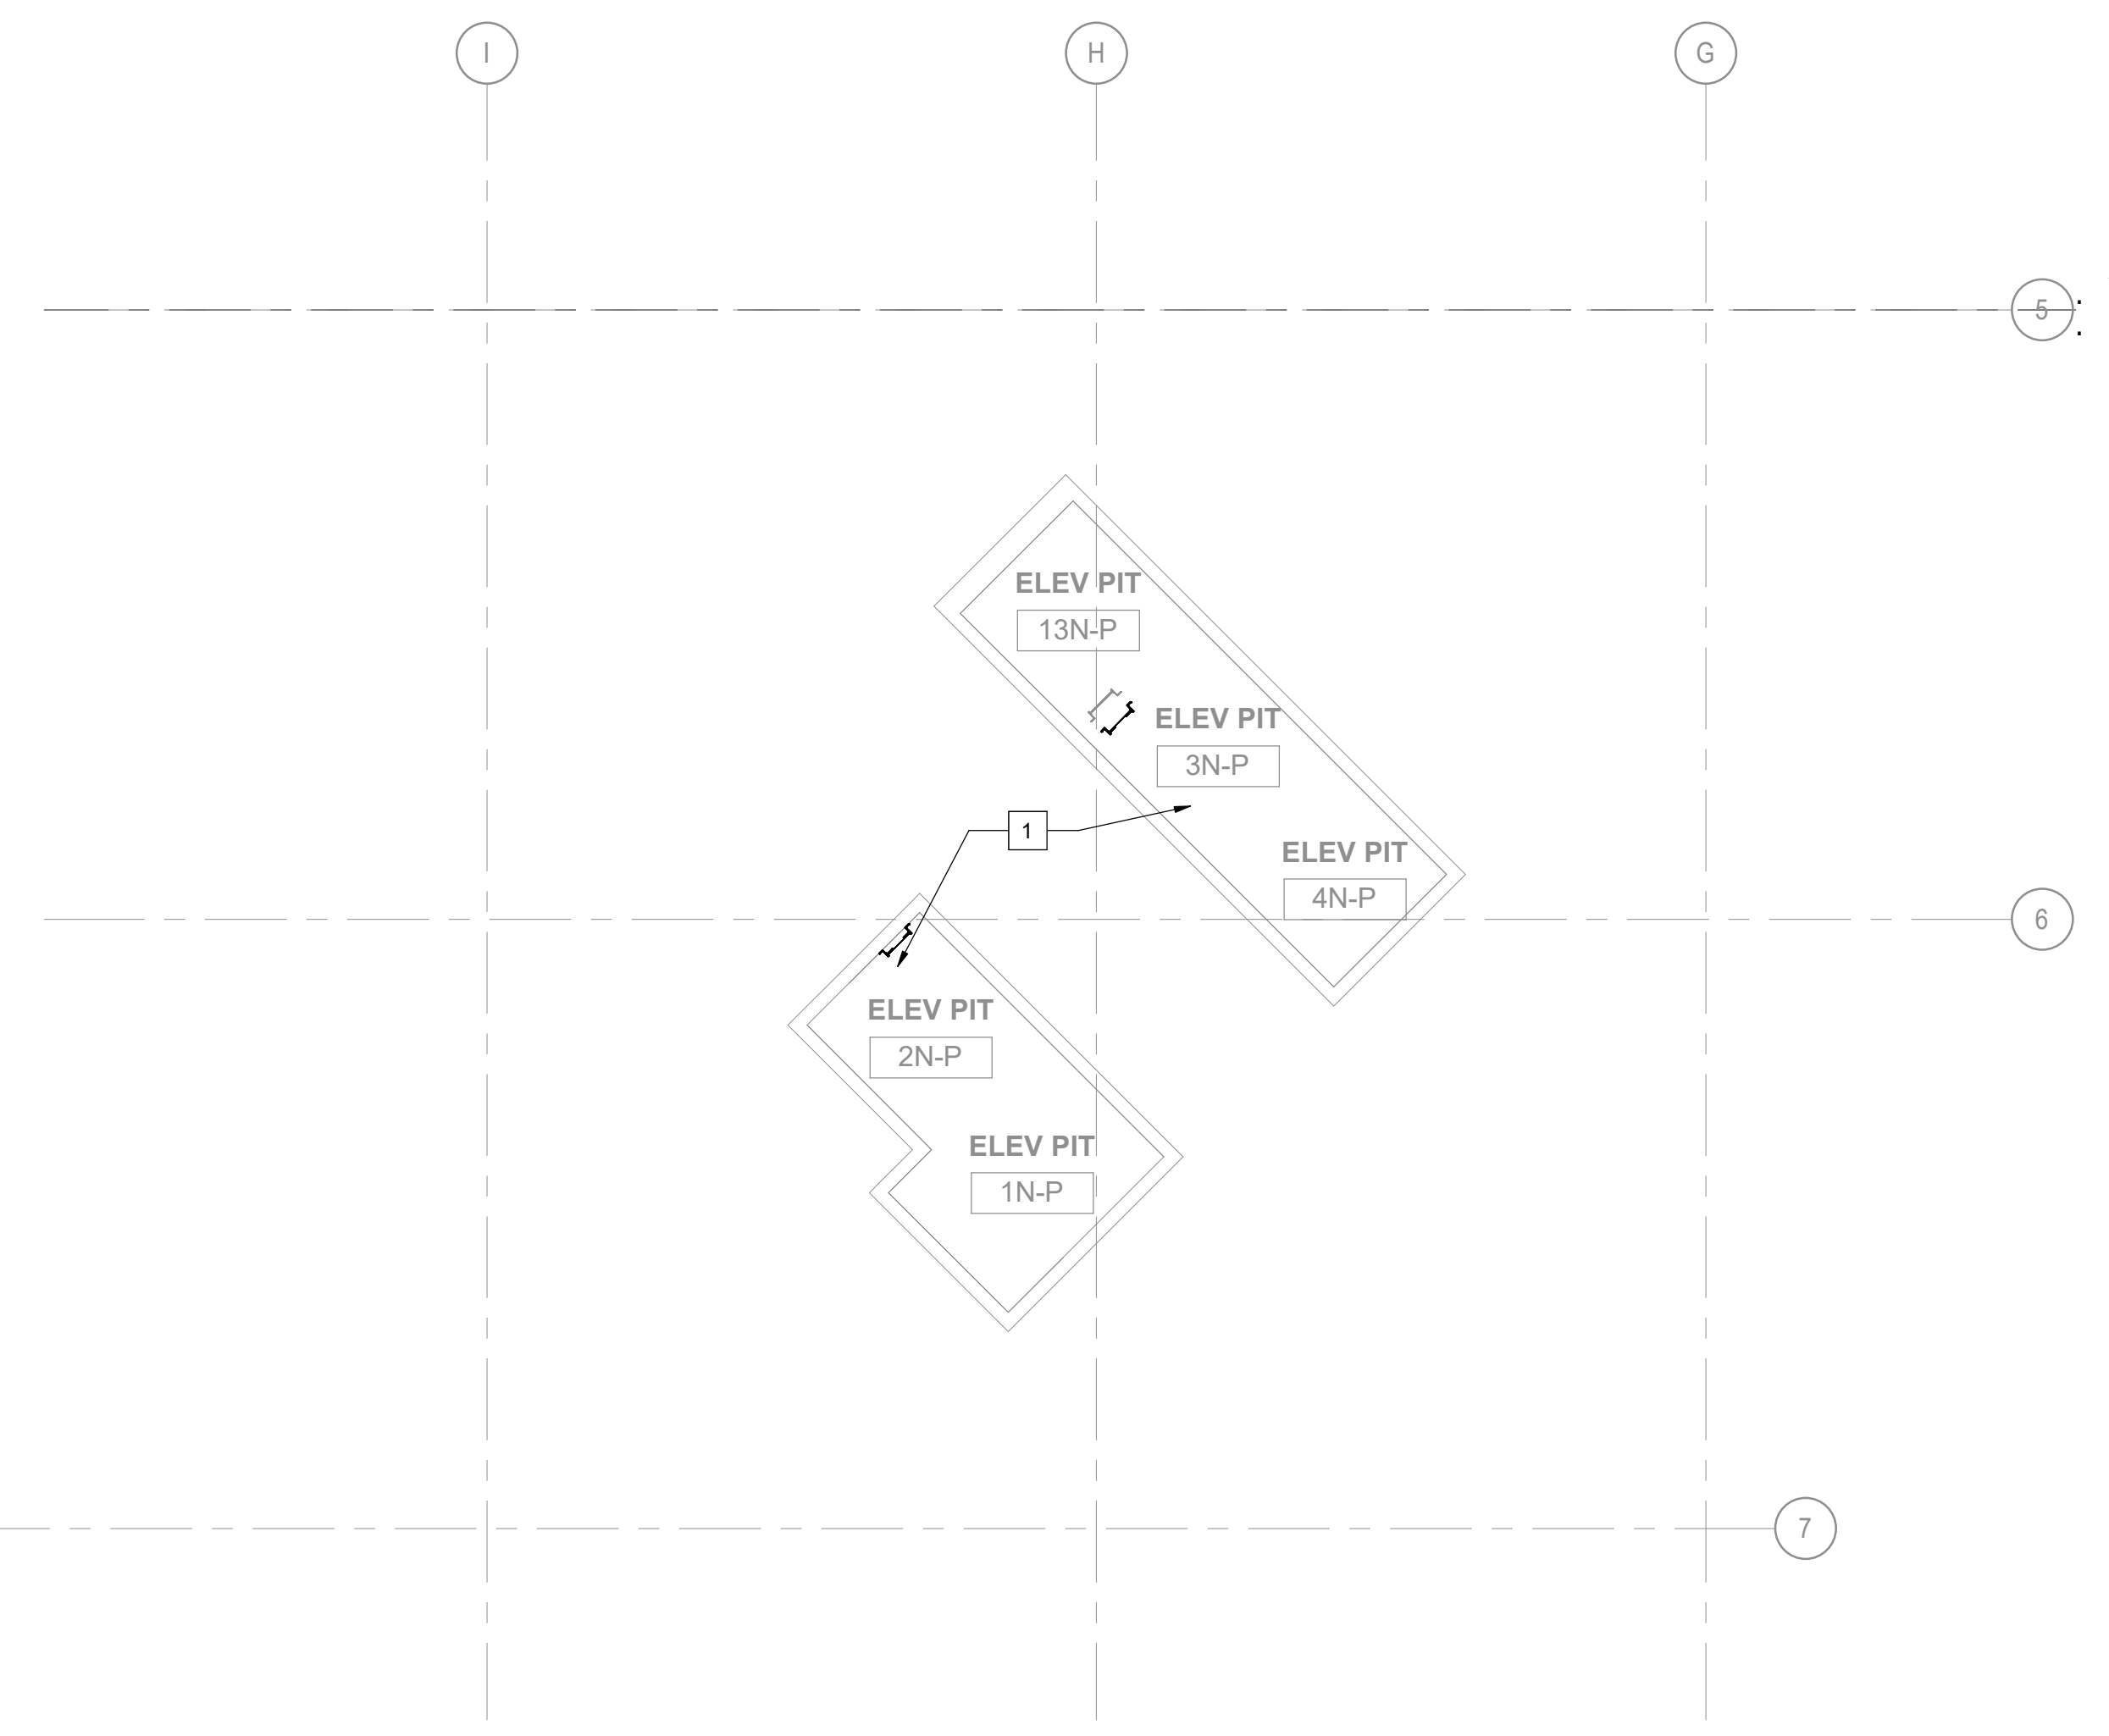 I
H
G
5
ELEV PIT
13N-P
ELEV PIT
3N-P
1
ELEV PIT
4N-P
6
ELEV PIT
2N-P
ELEV PIT
1N-P
7